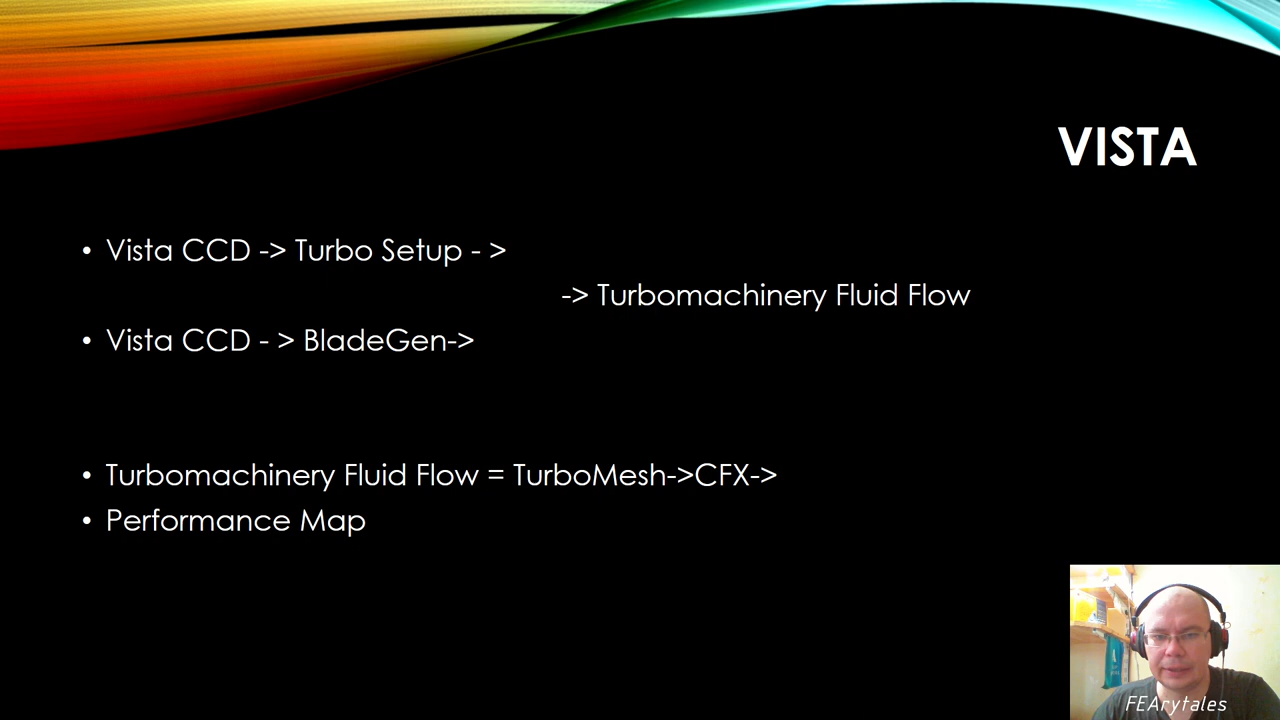 VISTA
• Vista CCD -> Turbo Setup - >
-> Turbomachinery Fluid Flow
• Vista CCD - > BladeGen->
• Turbomachinery Fluid Flow = TurboMesh->CFX->
• Performance Map
FEArytales